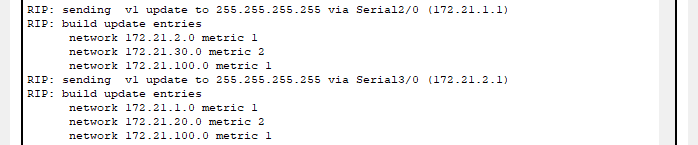 RIP: sending  v1 update to 255.255.255.255 via Serial2/0 (172.21.1.1)
RIP: build update entries
      network 172.21.2.0 metric 1
      network 172.21.30.0 metric 2
      network 172.21.100.0 metric 1
RIP: sending  v1 update to 255.255.255.255 via Serial3/0 (172.21.2.1)
RIP: build update entries
      network 172.21.1.0 metric 1
      network 172.21.20.0 metric 2
      network 172.21.100.0 metric 1